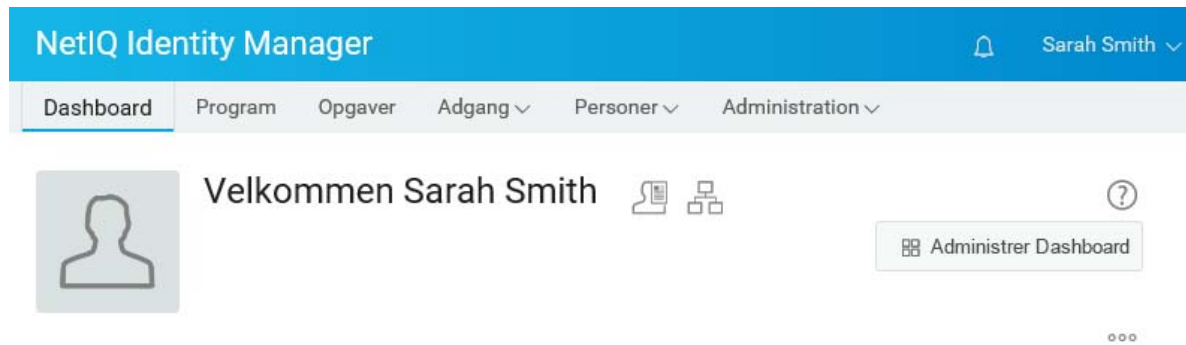 NetIQ Identity Manager
Sarah Smith
Dashboard Program Opgaver Adgang Personer Administration
Velkommen Sarah Smith
Administrer Dashboard